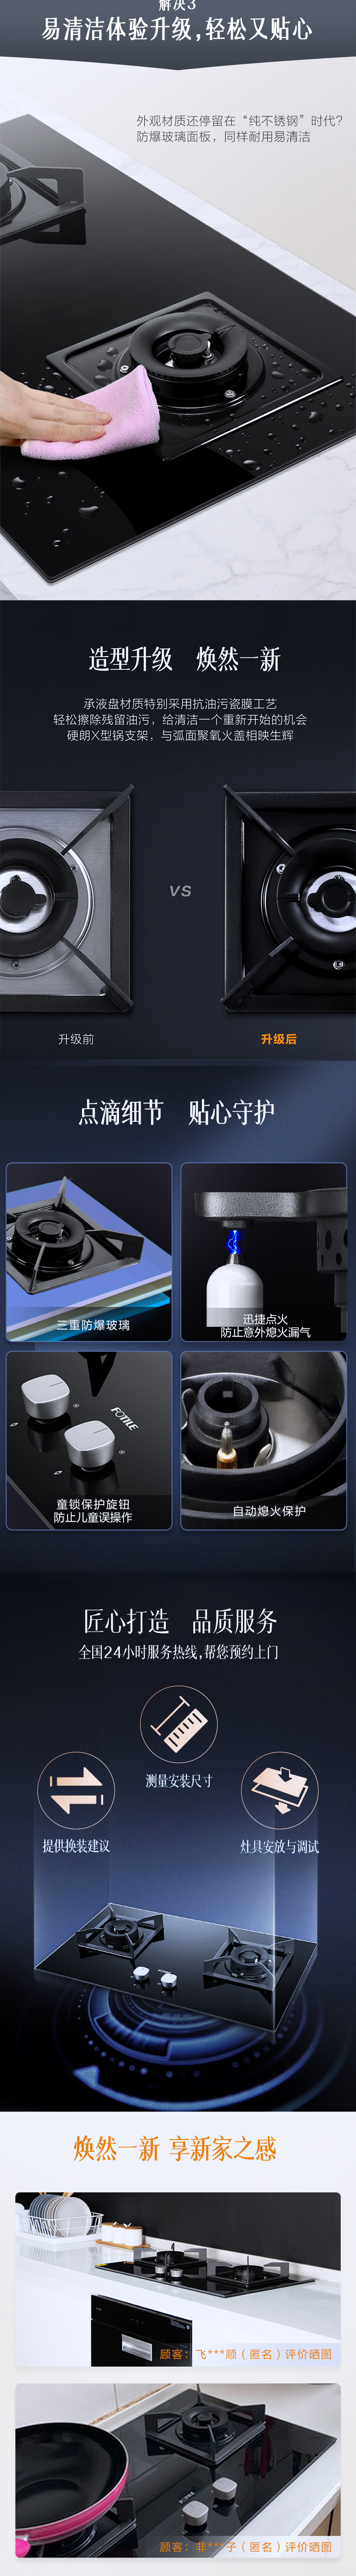 解决3
易清洁体验升级,轻松又贴心
外观材质还停留在“纯不锈钢”时代?
防爆玻璃面板，同样耐用易清洁
造型升级 焕然一新
承液盘材质特别采用抗油污瓷膜工艺
轻松擦除残留油污，给清洁一个重新开始的机会
硬朗X型锅支架，与弧面聚氧火盖相映生辉
VS
升级前
升级后
点滴细节 贴心守护
三重防爆玻璃
迅捷点火
防止意外熄火漏气
FOTILE
童锁保护旋钮
防止儿童误操作
自动熄火保护
匠心打造 品质服务
全国24小时服务热线,帮您预约上门
测量安装尺寸
提供换装建议
灶具安放与调试
FOTILE
焕然一新 享新家之感
顾客：飞***顺（匿名）评价晒图
顾客：非***子（匿名）评价晒图